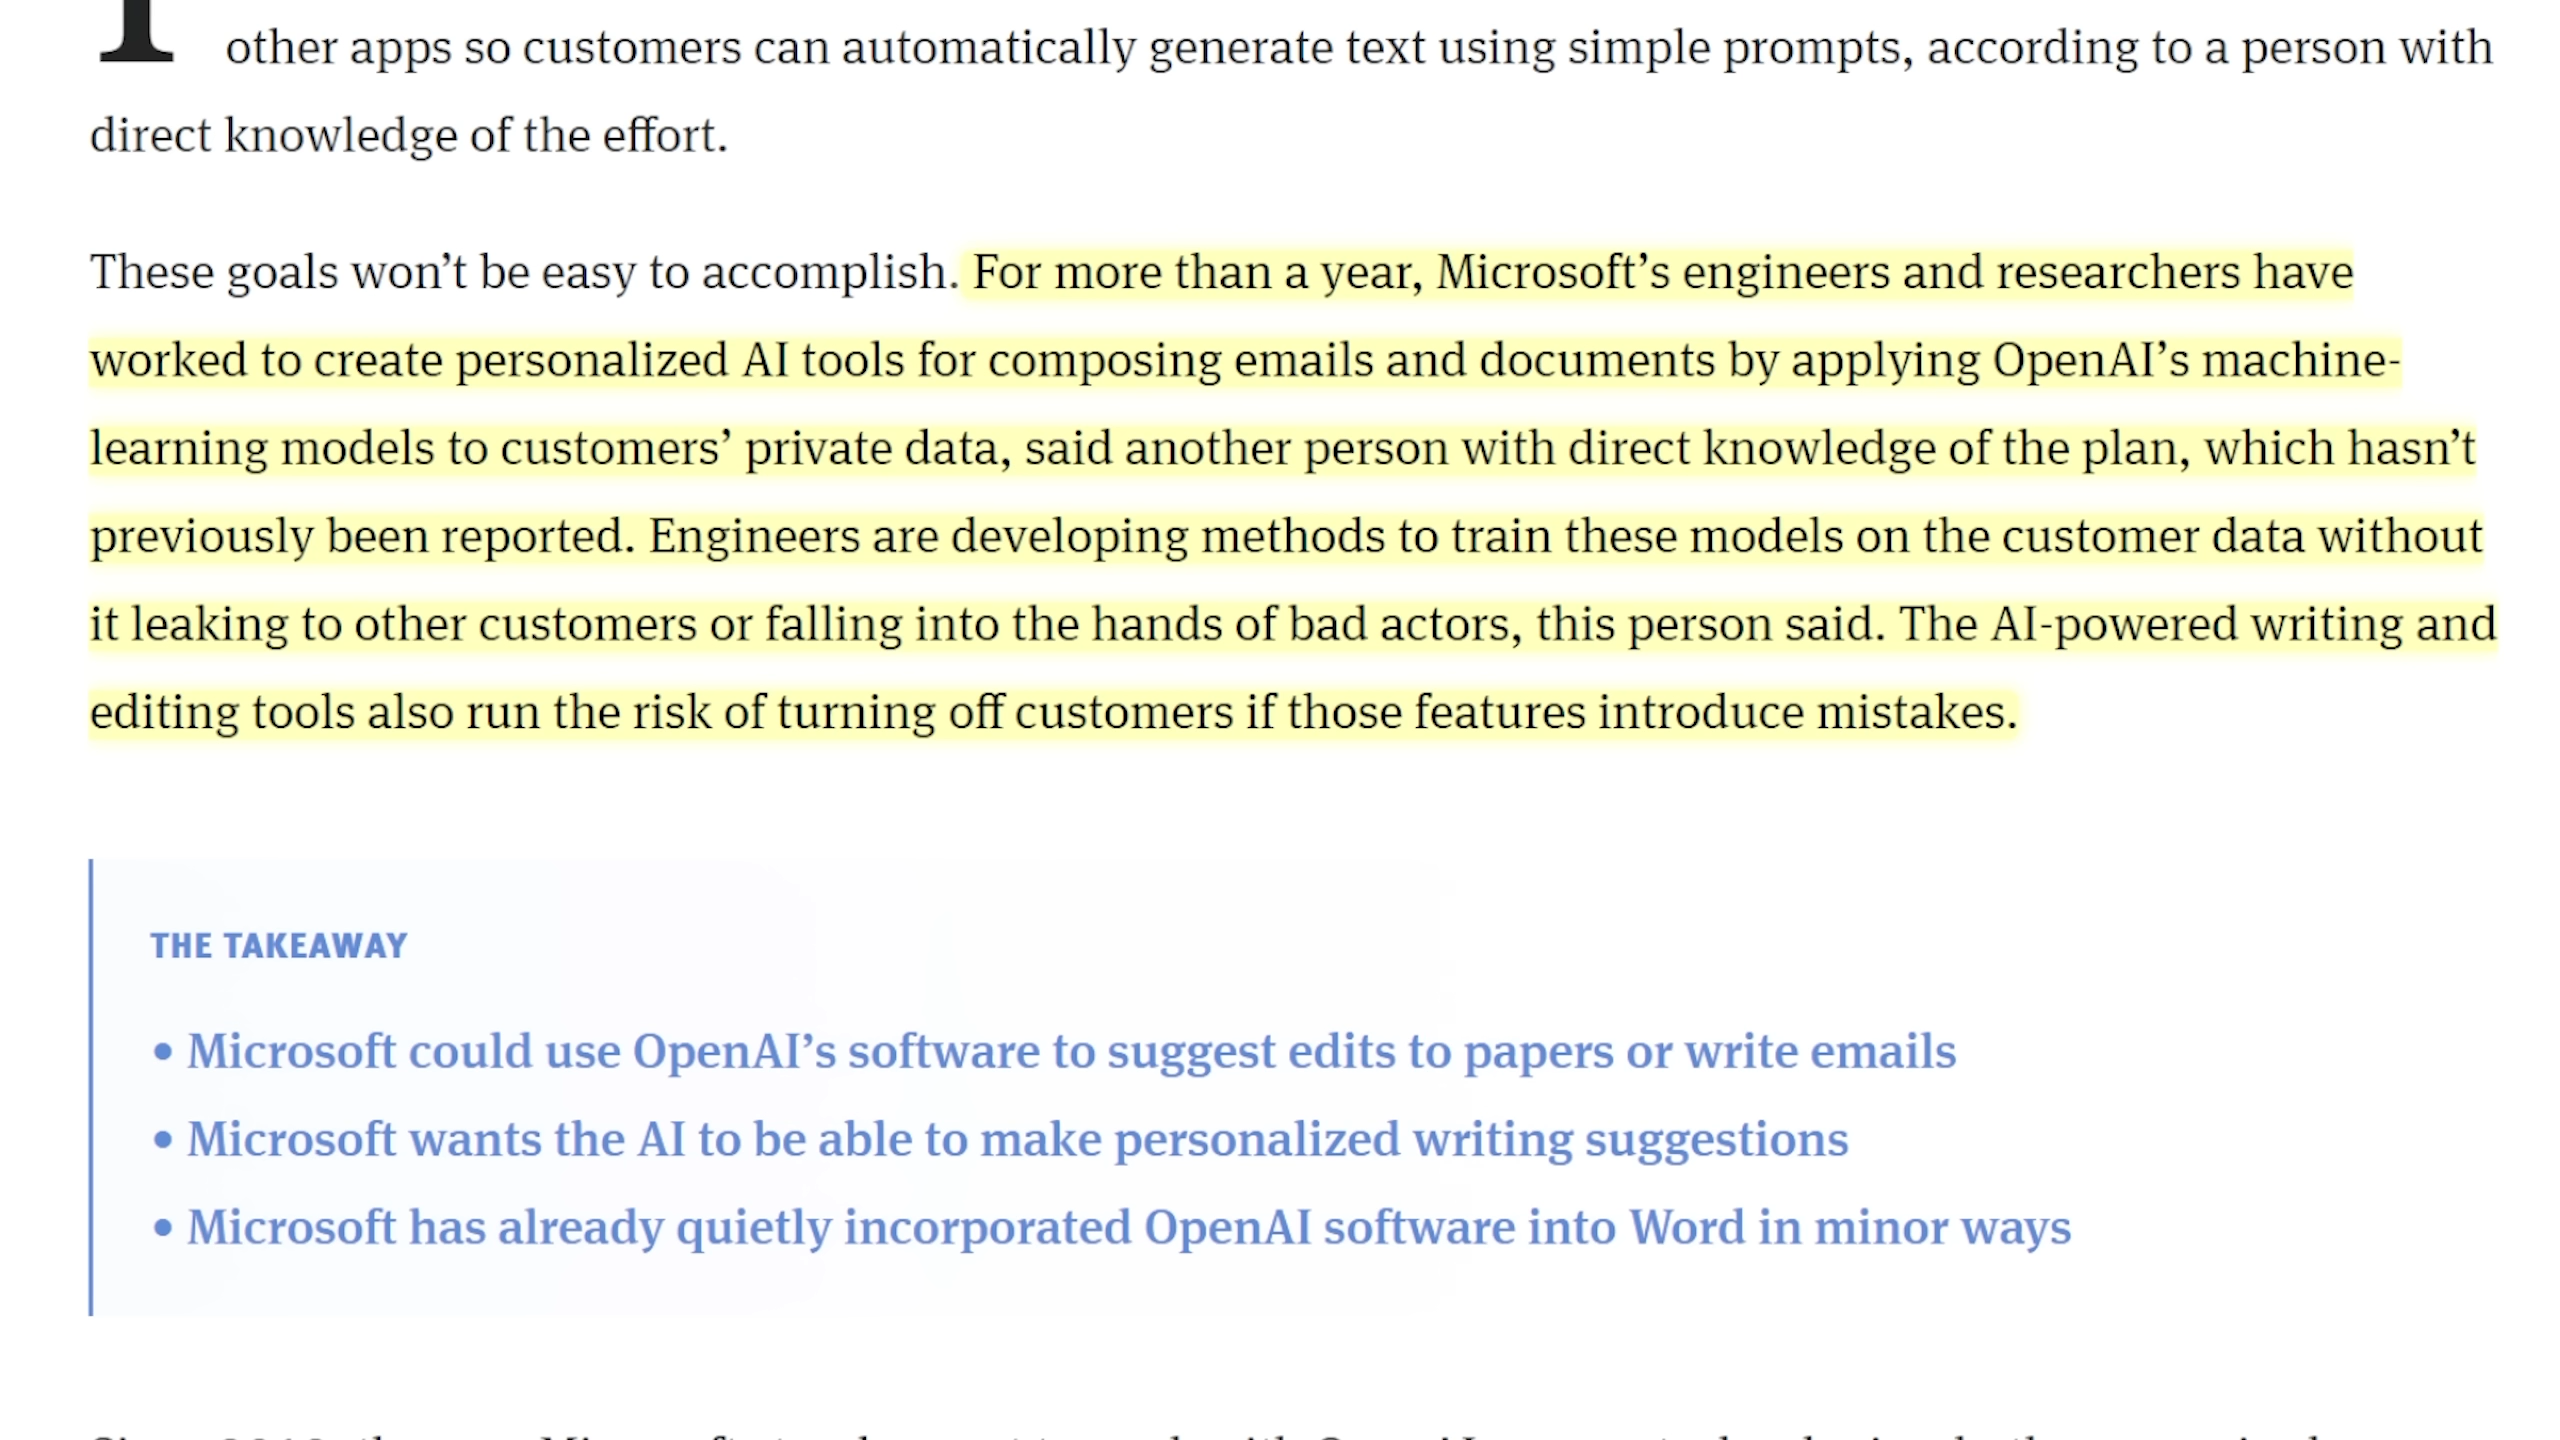 other apps so customers can automatically generate text using simple prompts, according to a person with
direct knowledge of the effort.
These goals won’t be easy to accomplish. For more than a year, Microsoft’s engineers and researchers have
worked to create personalized AI tools for composing emails and documents by applying OpenAI’s machine-
learning models to customers’ private data, said another person with direct knowledge of the plan, which hasn’t
previously been reported. Engineers are developing methods to train these models on the customer data without
it leaking to other customers or falling into the hands of bad actors, this person said. The AI-powered writing and
editing tools also run the risk of turning off customers if those features introduce mistakes.
THE TAKEAWAY
• Microsoft could use OpenAI’s software to suggest edits to papers or write emails
• Microsoft wants the AI to be able to make personalized writing suggestions
• Microsoft has already quietly incorporated OpenAI software into Word in minor ways